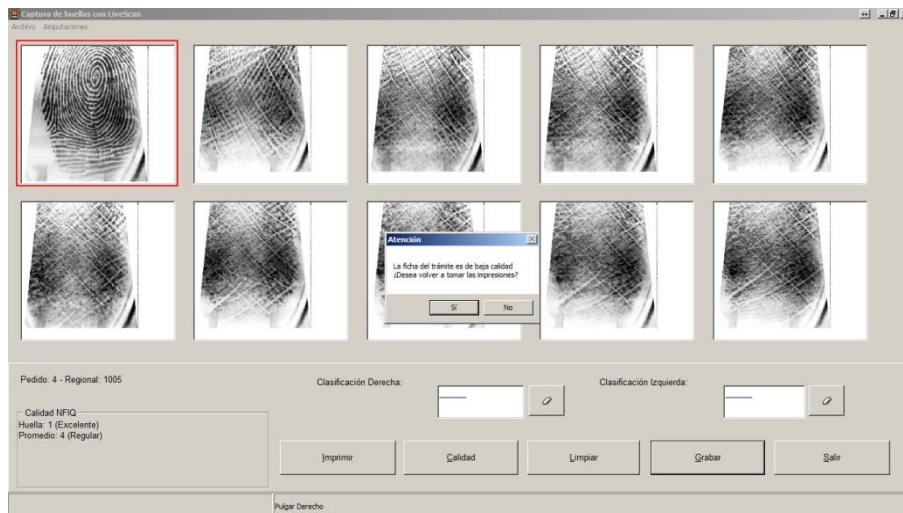 Captura de huellas con LiveScan
Archivo Amputaciones
Atención
La ficha del trámite es de baja calidad
¿Desea volver a tomar las impresiones?
Sí No
Pedido: 4 - Regional: 1005
Clasificación Derecha: Clasificación Izquierda:
Calidad NFIQ
Huella: 1 (Excelente)
Promedio: 4 (Regular)
Imprimir Calidad Limpiar Grabar Salir
Pulgar Derecho